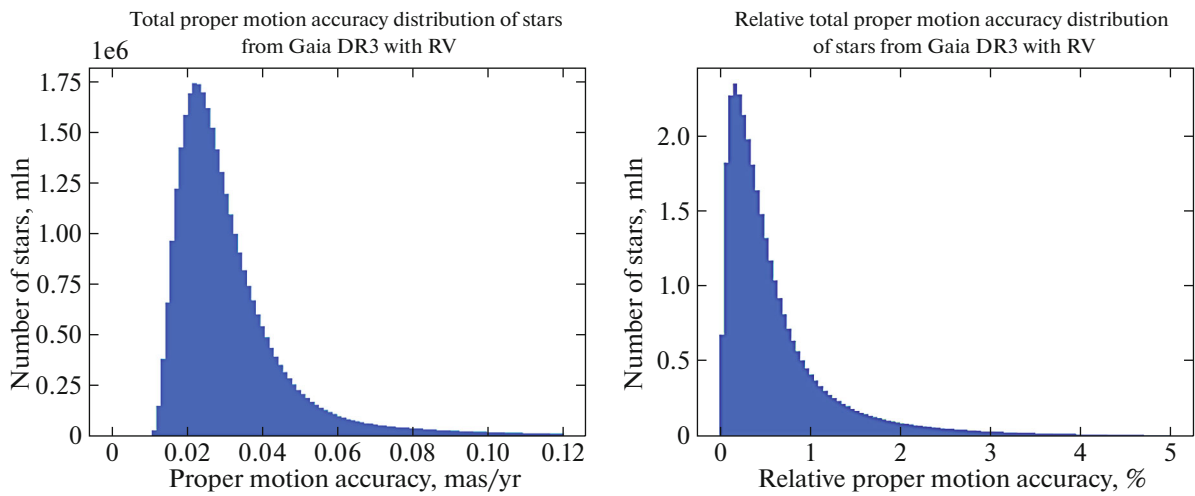 Total proper motion accuracy distribution of stars
from Gaia DR3 with RV
1e6
1.75
1.50
1.25
1.00
0.75
0.50
0.25
0
Number of stars, mln
0 0.02 0.04 0.06 0.08 0.10 0.12
Proper motion accuracy, mas/yr
Relative total proper motion accuracy distribution
of stars from Gaia DR3 with RV
2.0
1.5
1.0
0.5
0
Number of stars, mln
0 1 2 3 4 5
Relative proper motion accuracy, %